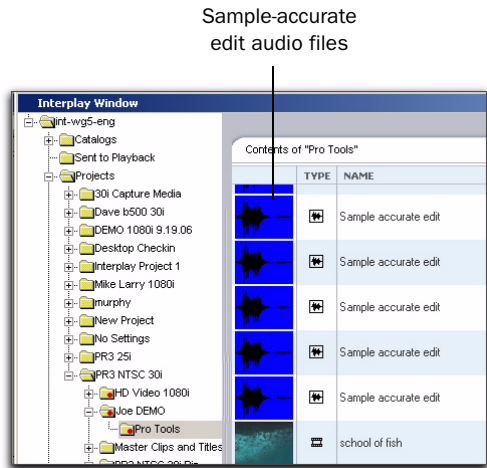 Sample-accurate
edit audio files
Interplay Window
int-wg5-eng
Catalogs
Sent to Playback
Projects
30i Capture Media
Dave b500 30i
DEMO 1080i 9.19.06
Desktop Checkin
Interplay Project 1
Mike Larry 1080i
murphy
New Project
No Settings
PR3 25i
PR3 NTSC 30i
HD Video 1080i
Joe DEMO
Pro Tools
Master Clips and Titles
Contents of "Pro Tools"
TYPE NAME
Sample accurate edit
Sample accurate edit
Sample accurate edit
Sample accurate edit
Sample accurate edit
school of fish